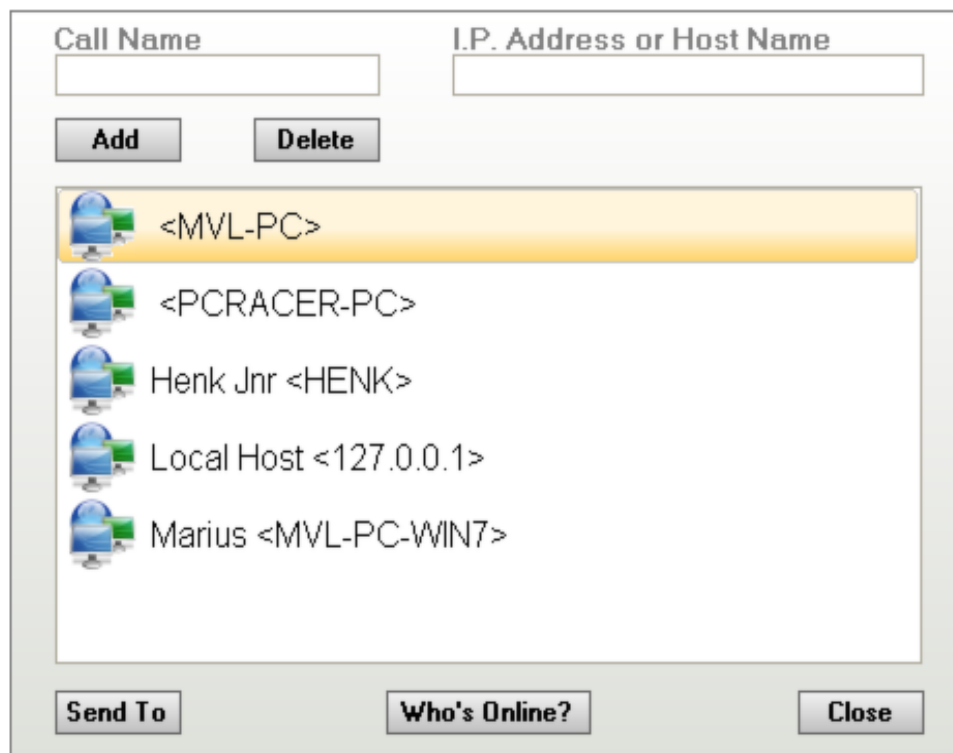 Call Name I.P. Address or Host Name
Add Delete
<MVL-PC>
<PCRACER-PC>
Henk Jnr <HENK>
Local Host <127.0.0.1>
Marius <MVL-PC-WIN7>
Send To Who's Online? Close